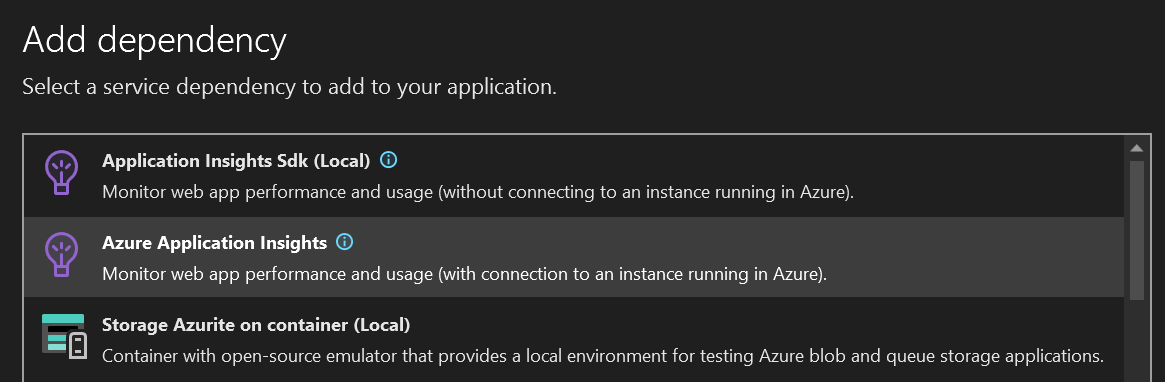 Add dependency
Select a service dependency to add to your application.
Application Insights Sdk (Local)
Monitor web app performance and usage (without connecting to an instance running in Azure).
Azure Application Insights
Monitor web app performance and usage (with connection to an instance running in Azure).
Storage Azurite on container (Local)
Container with open-source emulator that provides a local environment for testing Azure blob and queue storage applications.